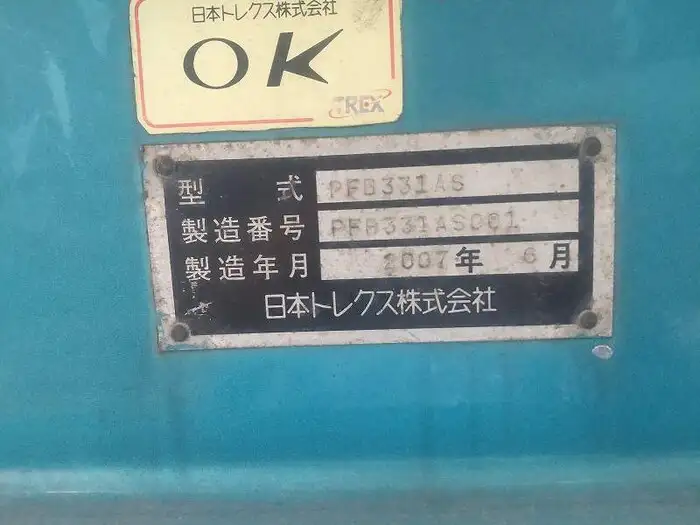 日本トレクス株式会社
OK
TREX
型 式 PFB331AS
製造番号 PFB331AS081
製造年月 2007年 6月
日本トレクス株式会社